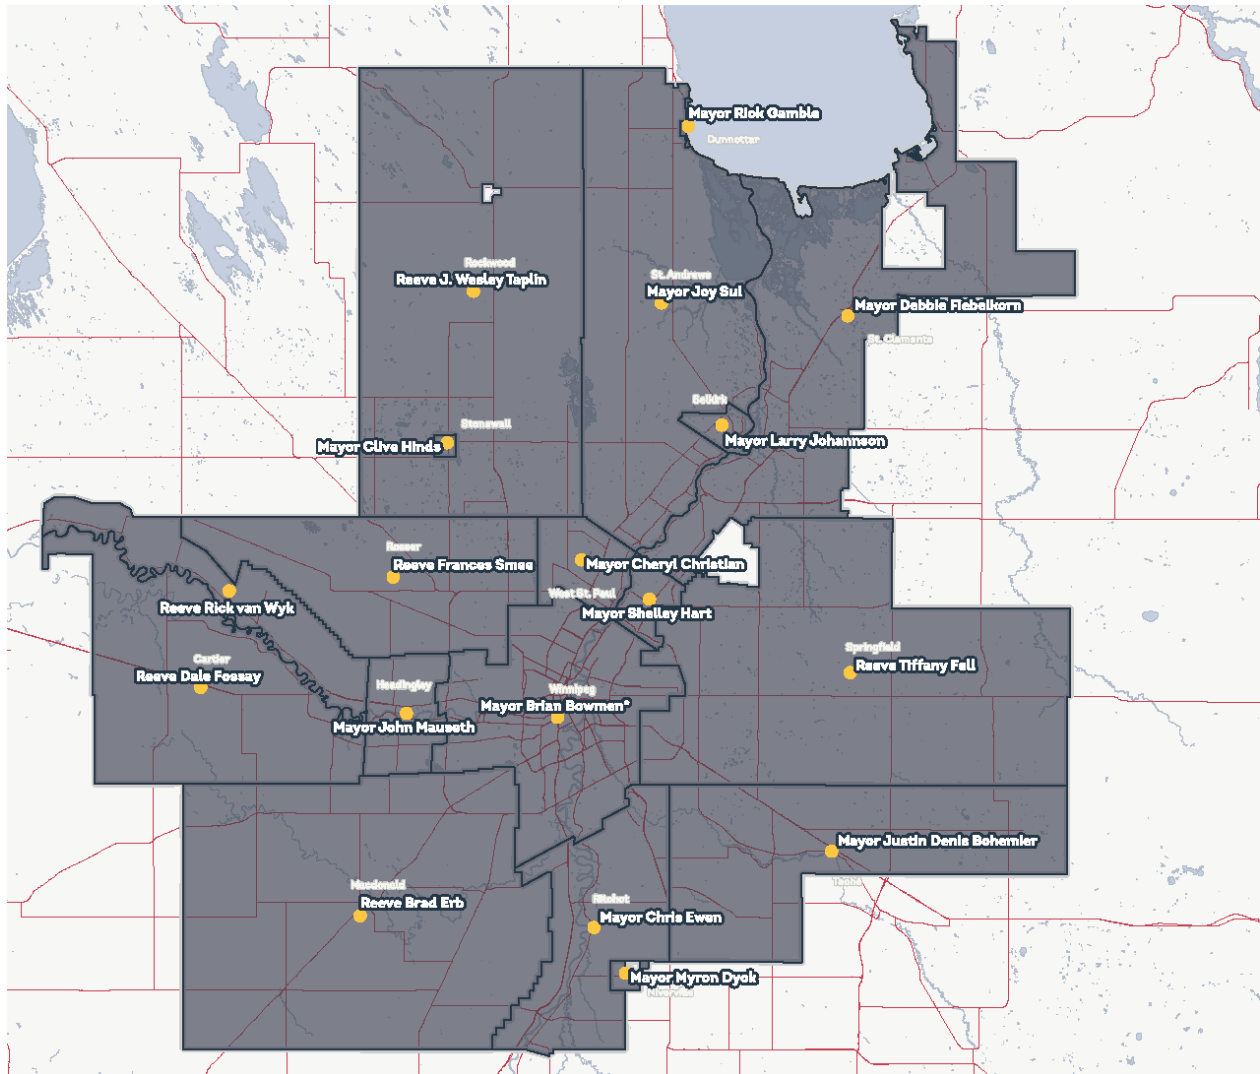 Mayor Rick Gamble
Dunnottar
Rockwood
Reeve J. Wesley Taplin
St. Andrews
Mayor Joy Sul
Mayor Debbie Fiebelkorn
St. Clements
Selkirk
Mayor Larry Johannson
Stonewall
Mayor Clive Hinds
Rosser
Reeve Frances Smee
Mayor Cheryl Christian
West St. Paul
Mayor Shelley Hart
Reeve Rick van Wyk
Cartier
Reeve Dale Fossay
Headingley
Mayor John Mauseth
Winnipeg
Mayor Brian Bowman*
Springfield
Reeve Tiffany Fell
Mayor Justin Denis Bohemier
Taché
Macdonald
Reeve Brad Erb
Ritchot
Mayor Chris Ewen
Mayor Myron Dyck
Niverville